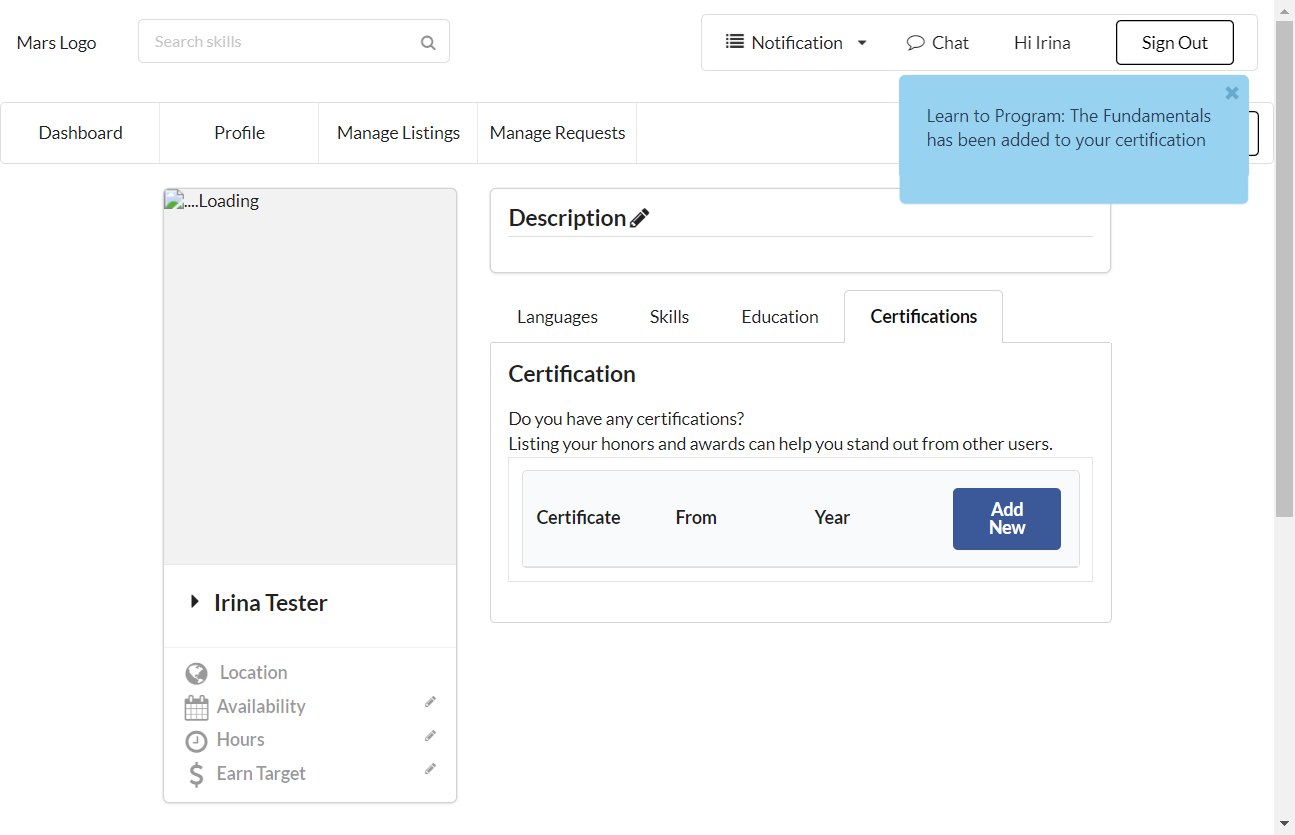 Mars Logo
Search skills
Notification
Chat
Hi Irina
Sign Out
Learn to Program: The Fundamentals
has been added to your certification
Dashboard
Profile
Manage Listings
Manage Requests
....Loading
Description
Languages
Skills
Education
Certifications
Certification
Do you have any certifications?
Listing your honors and awards can help you stand out from other users.
Certificate
From
Year
Add
New
Irina Tester
Location
Availability
Hours
Earn Target